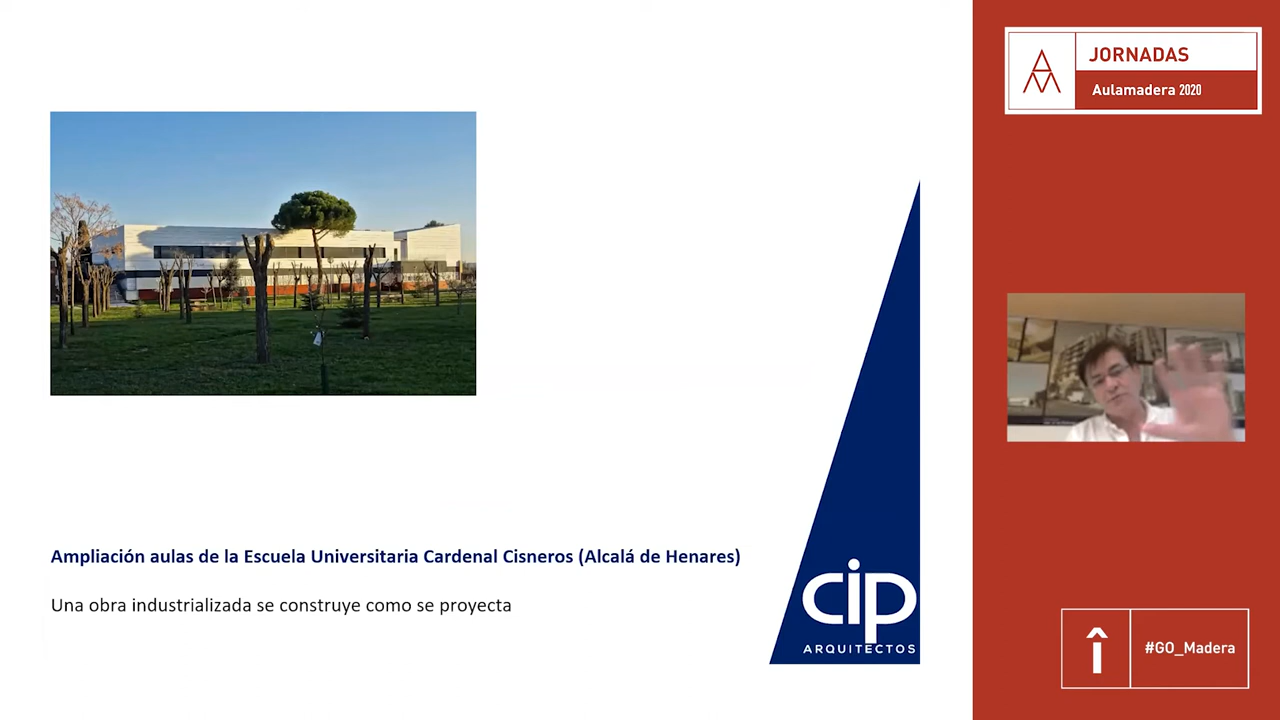 JORNADAS
Aulamadera 2020
Ampliación aulas de la Escuela Universitaria Cardenal Cisneros (Alcalá de Henares)
Una obra industrializada se construye como se proyecta
cip
ARQUITECTOS
#GO_Madera